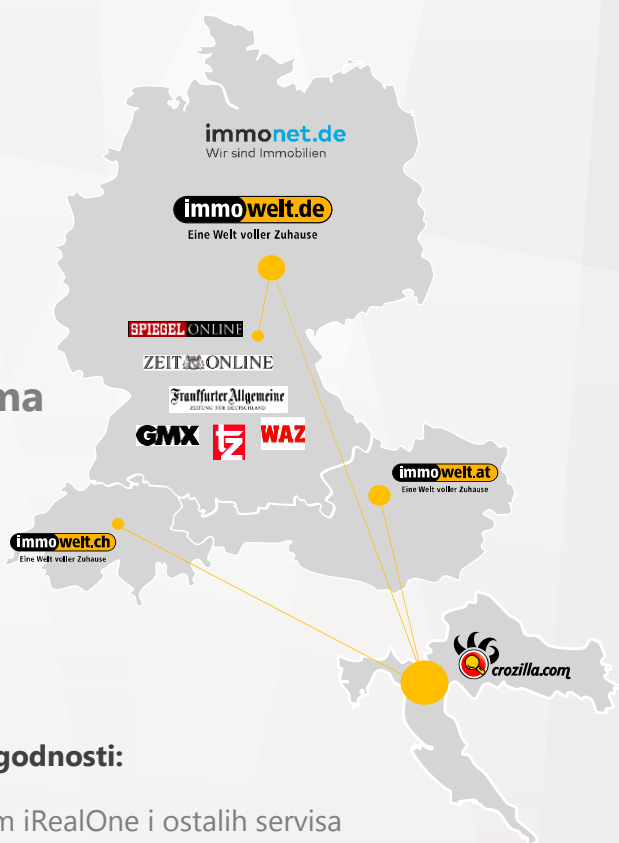 immonet.de
Wir sind Immobilien
immowelt.de
Eine Welt voller Zuhause
SPIEGEL ONLINE
ZEIT ONLINE
Frankfurter Allgemeine
ZEITUNG FÜR DEUTSCHLAND
ma
GMX tz WAZ
immowelt.at
Eine Welt voller Zuhause
immowelt.ch
Eine Welt voller Zuhause
crozilla.com
godnosti:
m iRealOne i ostalih servisa